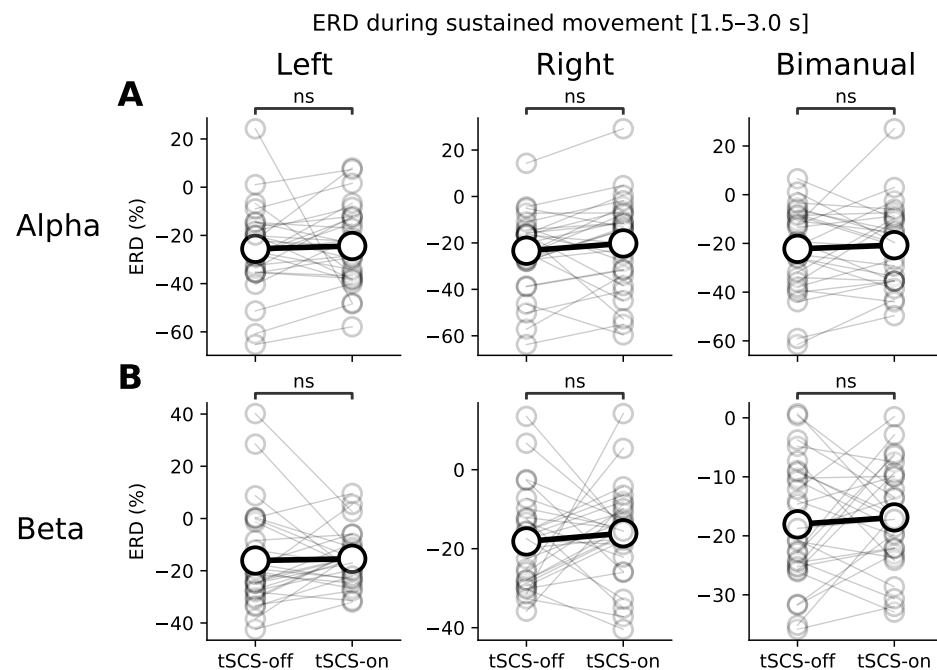 ERD during sustained movement [1.5–3.0 s]
Left Right Bimanual
A
ns ns ns
Alpha
ERD (%)
20
0
−20
−40
−60
20
0
−20
−40
−60
0
−20
−40
−60
B
ns ns ns
Beta
ERD (%)
40
20
0
−20
−40
0
−20
−40
0
−10
−20
−30
tSCS-off tSCS-on tSCS-off tSCS-on tSCS-off tSCS-on